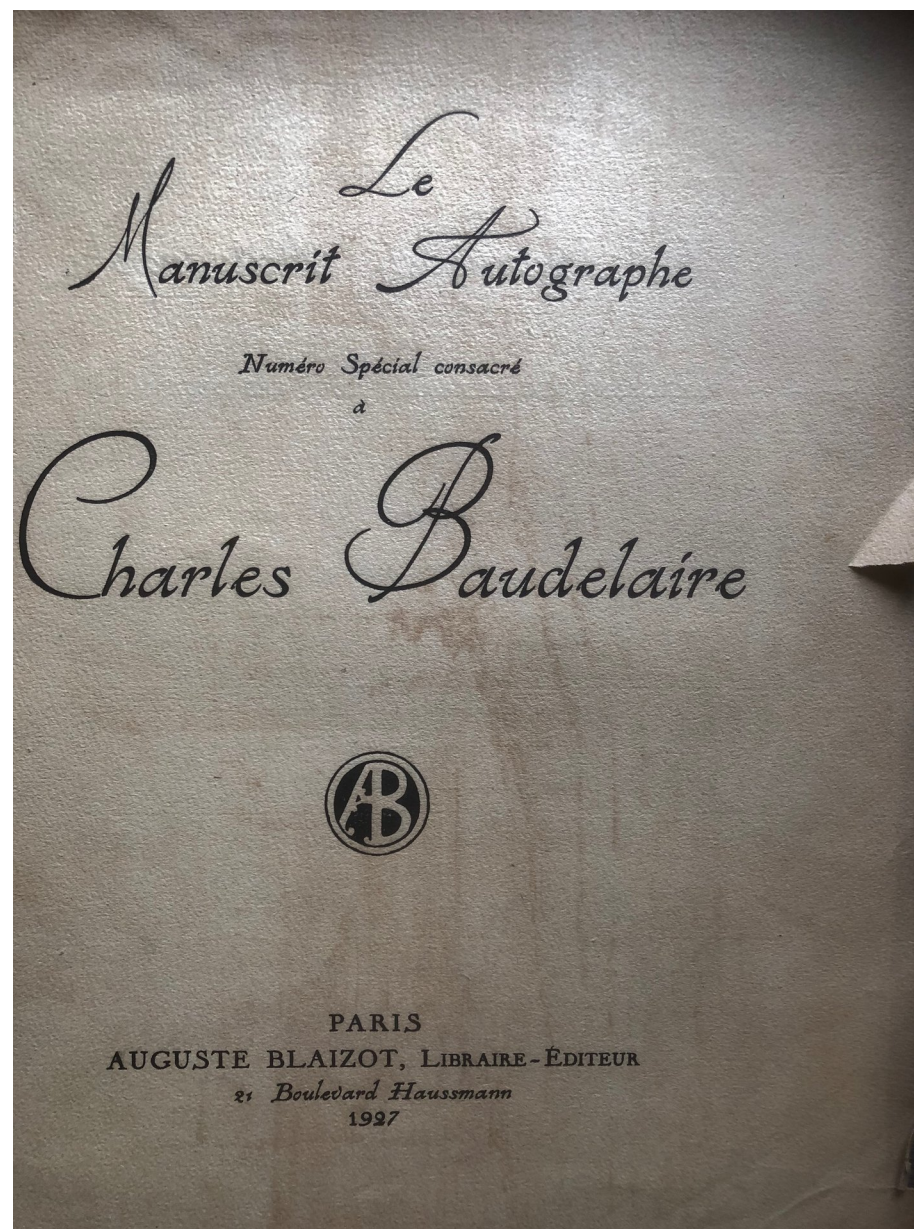 Le
Manuscrit Autographe
Numéro Spécial consacré
à
Charles Baudelaire
AB
PARIS
AUGUSTE BLAIZOT, LIBRAIRE-ÉDITEUR
21 Boulevard Haussmann
1927